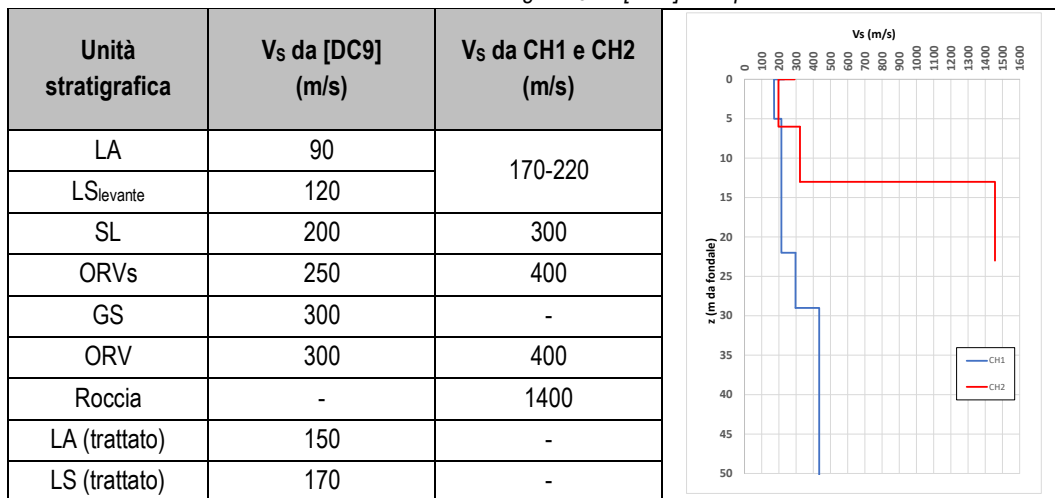 Unità stratigrafica VS da [DC9] (m/s) VS da CH1 e CH2 (m/s)
LA 90 170-220
LSlevante 120
SL 200 300
ORVs 250 400
GS 300 -
ORV 300 400
Roccia - 1400
LA (trattato) 150 -
LS (trattato) 170 -
Vs (m/s)
0 100 200 300 400 500 600 700 800 900 1000 1100 1200 1300 1400 1500 1600
z (m da fondale)
0
5
10
15
20
25
30
35
40
45
50
CH1
CH2